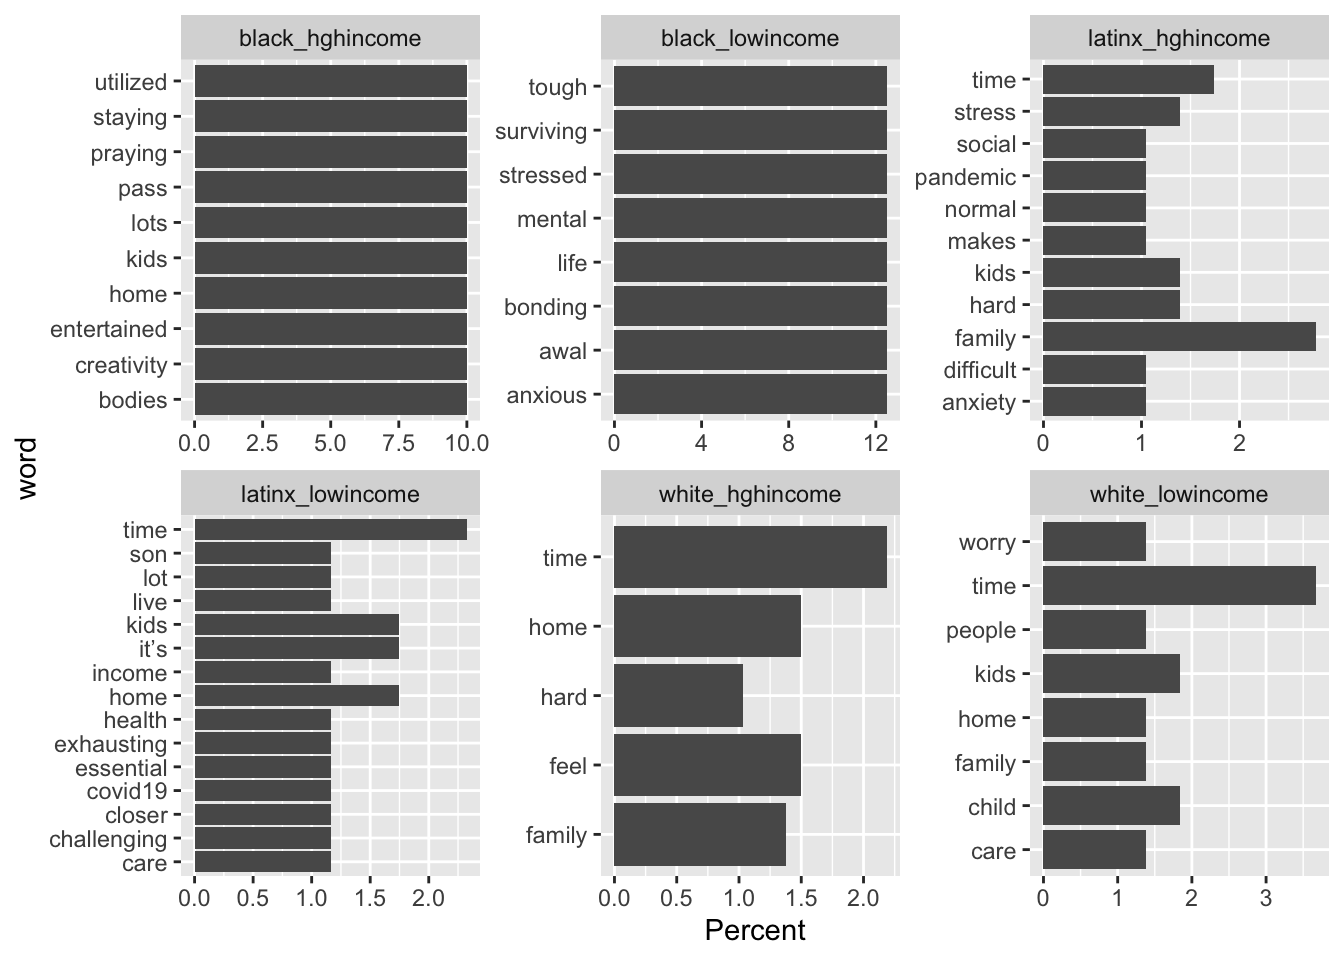 black_hghincome
black_lowincome
latinx_hghincome
utilized
staying
praying
pass
lots
kids
home
entertained
creativity
bodies
0.0 2.5 5.0 7.5 10.0
tough
surviving
stressed
mental
life
bonding
awal
anxious
0 4 8 12
time
stress
social
pandemic
normal
makes
kids
hard
family
difficult
anxiety
0 1 2
word
latinx_lowincome
white_hghincome
white_lowincome
time
son
lot
live
kids
it’s
income
home
health
exhausting
essential
covid19
closer
challenging
care
0.0 0.5 1.0 1.5 2.0
time
home
hard
feel
family
0.0 0.5 1.0 1.5 2.0
worry
time
people
kids
home
family
child
care
0 1 2 3
Percent